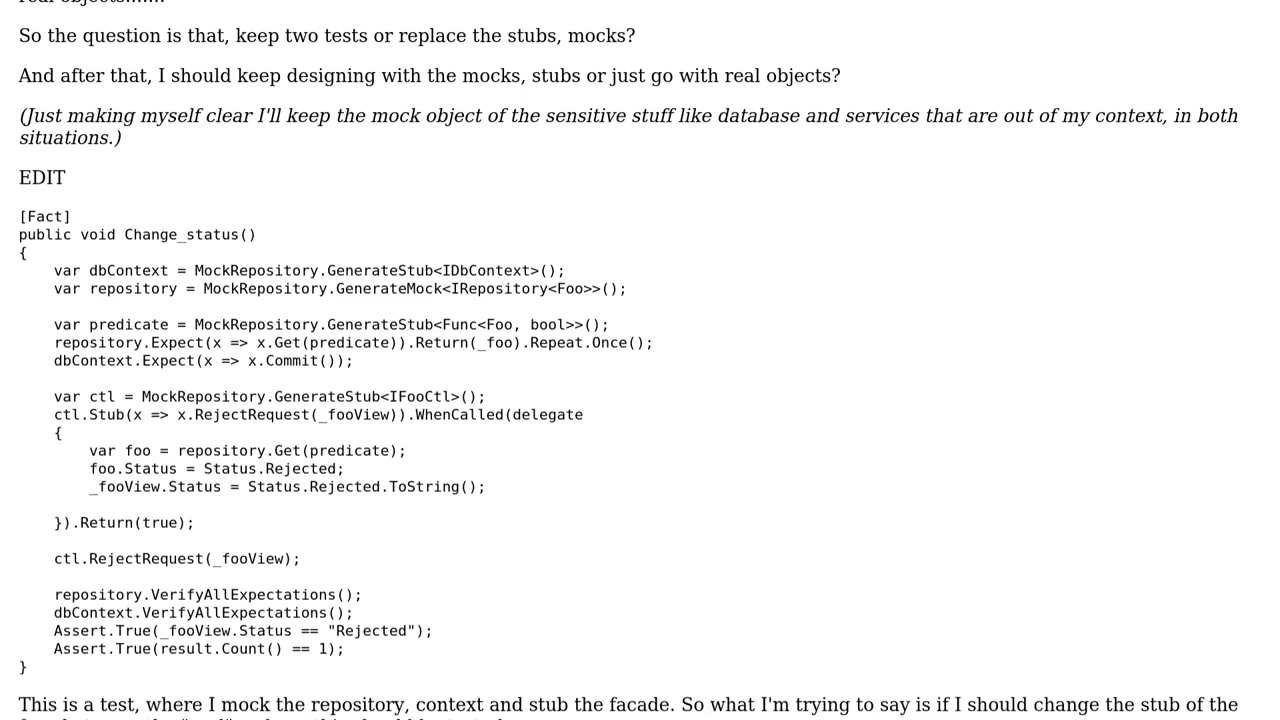 So the question is that, keep two tests or replace the stubs, mocks?
And after that, I should keep designing with the mocks, stubs or just go with real objects?
(Just making myself clear I'll keep the mock object of the sensitive stuff like database and services that are out of my context, in both
situations.)
EDIT
[Fact]
public void Change_status()
{
    var dbContext = MockRepository.GenerateStub<IDbContext>();
    var repository = MockRepository.GenerateMock<IRepository<Foo>>();
    var predicate = MockRepository.GenerateStub<Func<Foo, bool>>();
    repository.Expect(x => x.Get(predicate)).Return(_foo).Repeat.Once();
    dbContext.Expect(x => x.Commit());
    var ctl = MockRepository.GenerateStub<IFooCtl>();
    ctl.Stub(x => x.RejectRequest(_fooView)).WhenCalled(delegate
    {
        var foo = repository.Get(predicate);
        foo.Status = Status.Rejected;
        _fooView.Status = Status.Rejected.ToString();
    }).Return(true);
    ctl.RejectRequest(_fooView);
    repository.VerifyAllExpectations();
    dbContext.VerifyAllExpectations();
    Assert.True(_fooView.Status == "Rejected");
    Assert.True(result.Count() == 1);
}
This is a test, where I mock the repository, context and stub the facade. So what I'm trying to say is if I should change the stub of the